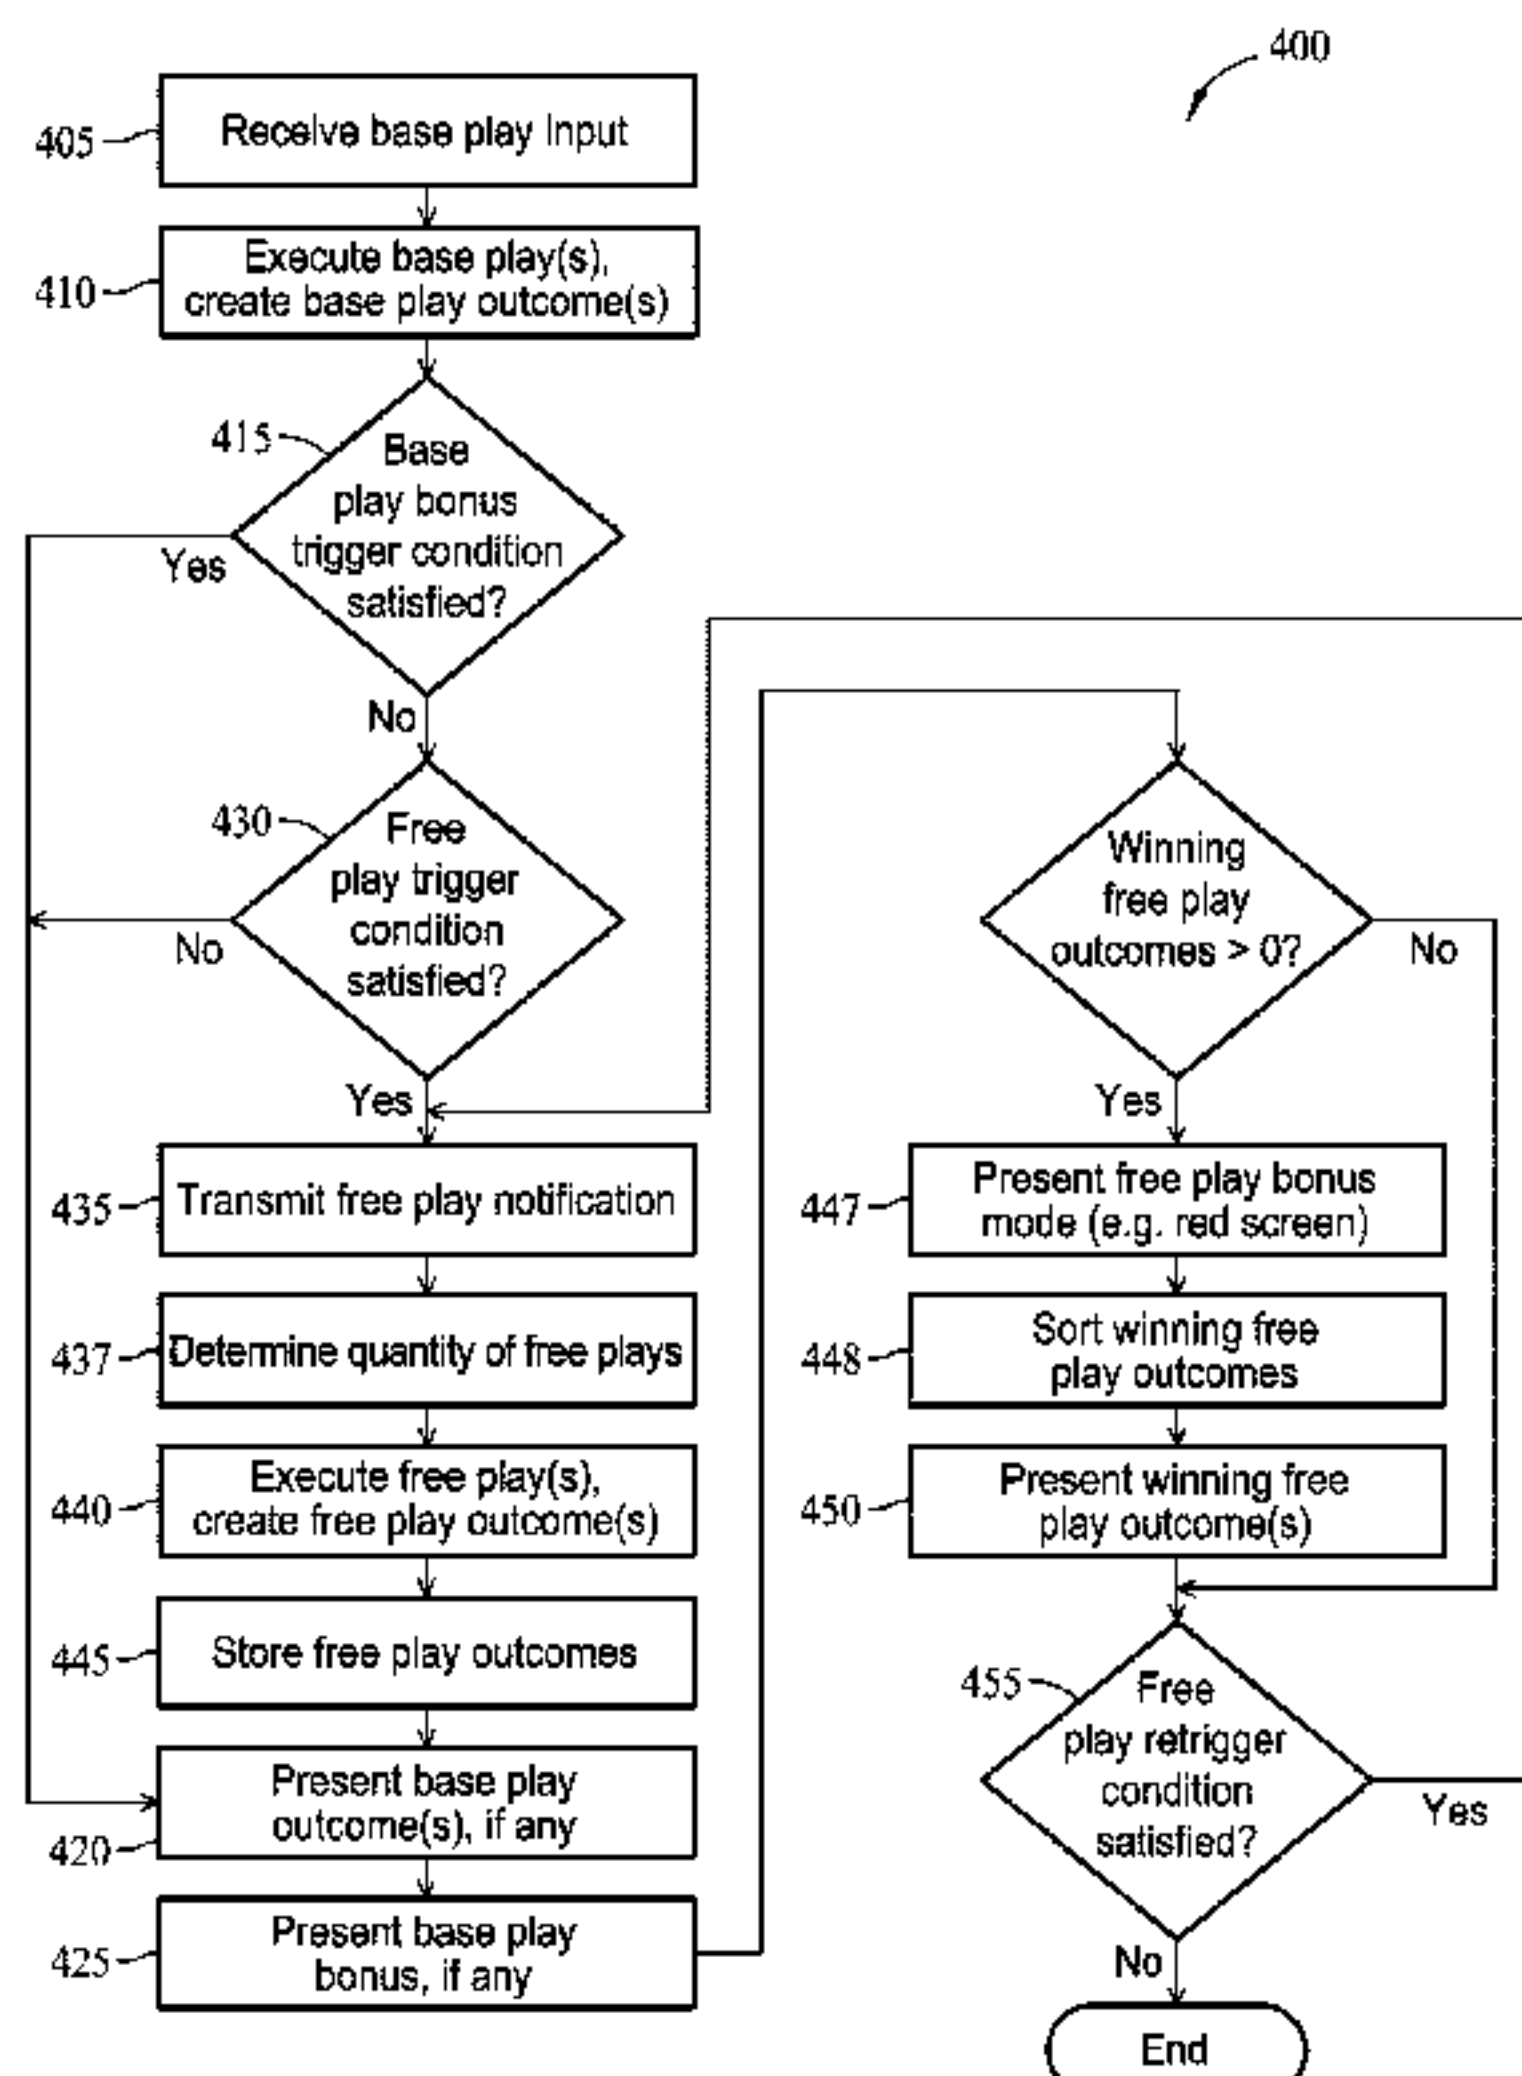 400
405
Receive base play Input
410
Execute base play(s),
create base play outcome(s)
415
Base
play bonus
trigger condition
satisfied?
Yes
No
430
Free
play trigger
condition
satisfied?
No
Yes
435
Transmit free play notification
437
Determine quantity of free plays
440
Execute free play(s),
create free play outcome(s)
445
Store free play outcomes
420
Present base play
outcome(s), if any
425
Present base play
bonus, if any
Winning
free play
outcomes > 0?
No
Yes
447
Present free play bonus
mode (e.g. red screen)
448
Sort winning free
play outcomes
450
Present winning free
play outcome(s)
455
Free
play retrigger
condition
satisfied?
Yes
No
End